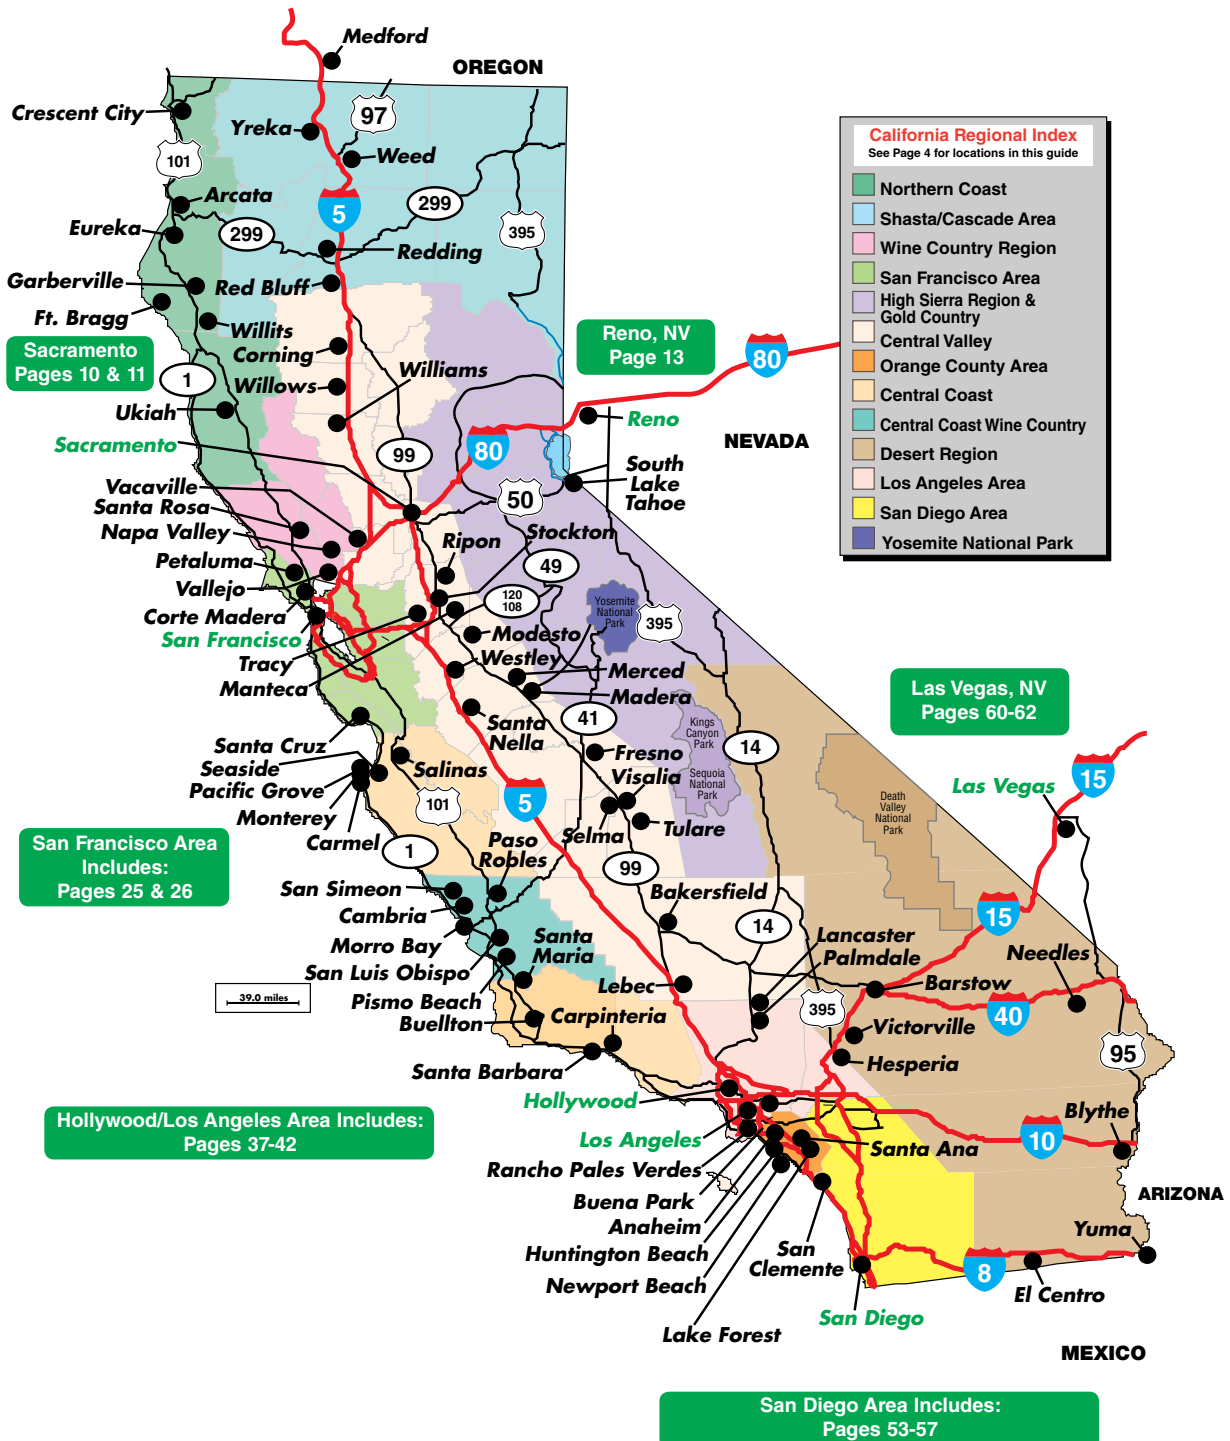 Medford
OREGON
Crescent City
97
Yreka
101
Weed
Arcata
5
299
299
Eureka
395
Redding
Garberville
Red Bluff
Ft. Bragg
Willits
Sacramento
Pages 10 & 11
Corning
Williams
1
Willows
Ukiah
Reno, NV
Page 13
80
California Regional Index
See Page 4 for locations in this guide
Northern Coast
Shasta/Cascade Area
Wine Country Region
San Francisco Area
High Sierra Region &
Gold Country
Central Valley
Orange County Area
Central Coast
Central Coast Wine Country
Desert Region
Los Angeles Area
San Diego Area
Yosemite National Park
Reno
NEVADA
Sacramento
99
80
South
Lake
Tahoe
50
Vacaville
Santa Rosa
Napa Valley
Stockton
Ripon
49
Petaluma
Vallejo
120
108
Yosemite
National
Park
395
Corte Madera
San Francisco
Modesto
Tracy
Westley
Manteca
Merced
Madera
Las Vegas, NV
Pages 60-62
41
Kings
Canyon
Park
14
Santa
Nella
Santa Cruz
Seaside
Salinas
Fresno
Visalia
Sequoia
National
Park
15
Las Vegas
Pacific Grove
Monterey
101
5
Death
Valley
National
Park
Carmel
Selma
Tulare
San Francisco Area
Includes:
Pages 25 & 26
1
Paso
Robles
99
San Simeon
Bakersfield
Cambria
14
15
Morro Bay
Santa
Maria
Lancaster
Palmdale
Needles
San Luis Obispo
Lebec
Barstow
39.0 miles
Pismo Beach
395
40
Buellton
Carpinteria
Victorville
Hesperia
95
Santa Barbara
Hollywood
Hollywood/Los Angeles Area Includes:
Pages 37-42
Blythe
Los Angeles
10
Santa Ana
Rancho Pales Verdes
Buena Park
ARIZONA
Anaheim
Yuma
Huntington Beach
San
Clemente
8
Newport Beach
El Centro
San Diego
Lake Forest
MEXICO
San Diego Area Includes:
Pages 53-57